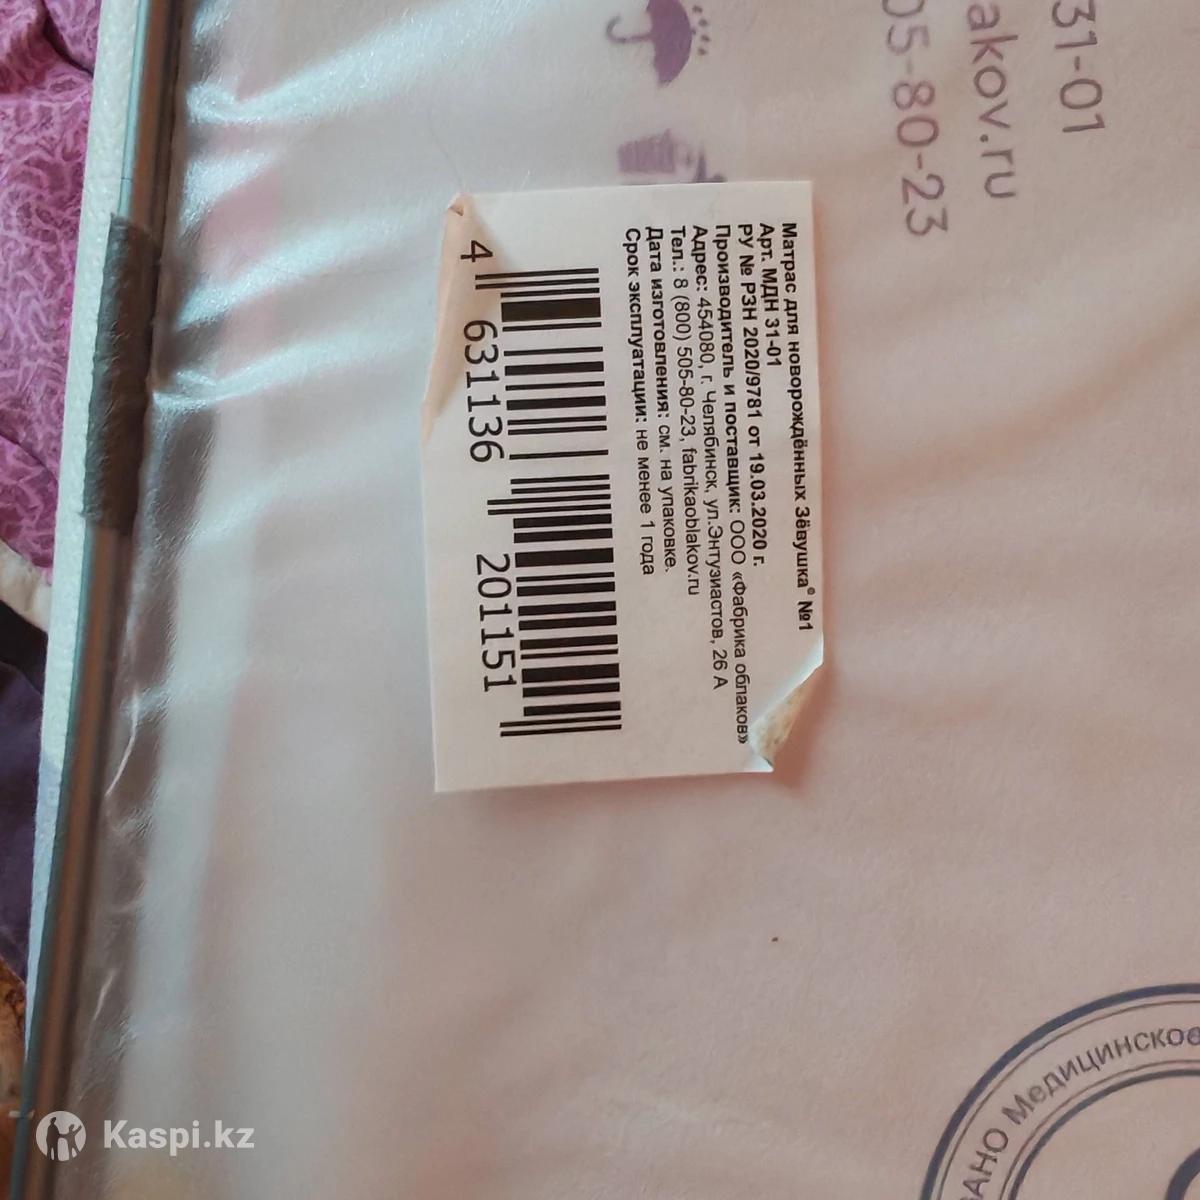 31-01
akov.ru
05-80-23
Матрас для новорождённых Зёвушка® №1
Арт. МДН 31-01
РУ № РЗН 2020/9781 от 19.03.2020 г.
Производитель и поставщик: ООО «Фабрика облаков»
Адрес: 454080, г. Челябинск, ул.Энтузиастов, 26 А
Тел.: 8 (800) 505-80-23, fabrikaoblakov.ru
Дата изготовления: см. на упаковке.
Срок эксплуатации: не менее 1 года
4 631136 201151
ВАНО Медицинское
Kaspi.kz